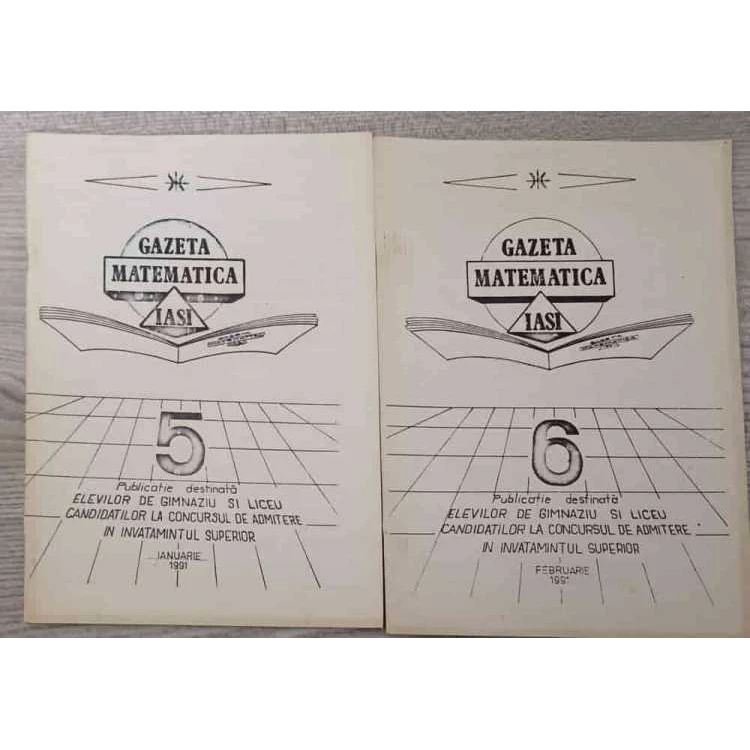 GAZETA
MATEMATICA
IASI
5
Publicatie destinată
ELEVILOR DE GIMNAZIU SI LICEU
CANDIDATILOR LA CONCURSUL DE ADMITERE
IN INVATAMINTUL SUPERIOR
IANUARIE
1991
GAZETA
MATEMATICA
IASI
6
Publicatie destinată
ELEVILOR DE GIMNAZIU SI LICEU
CANDIDATILOR LA CONCURSUL DE ADMITERE
IN INVATAMINTUL SUPERIOR
FEBRUARIE
1991